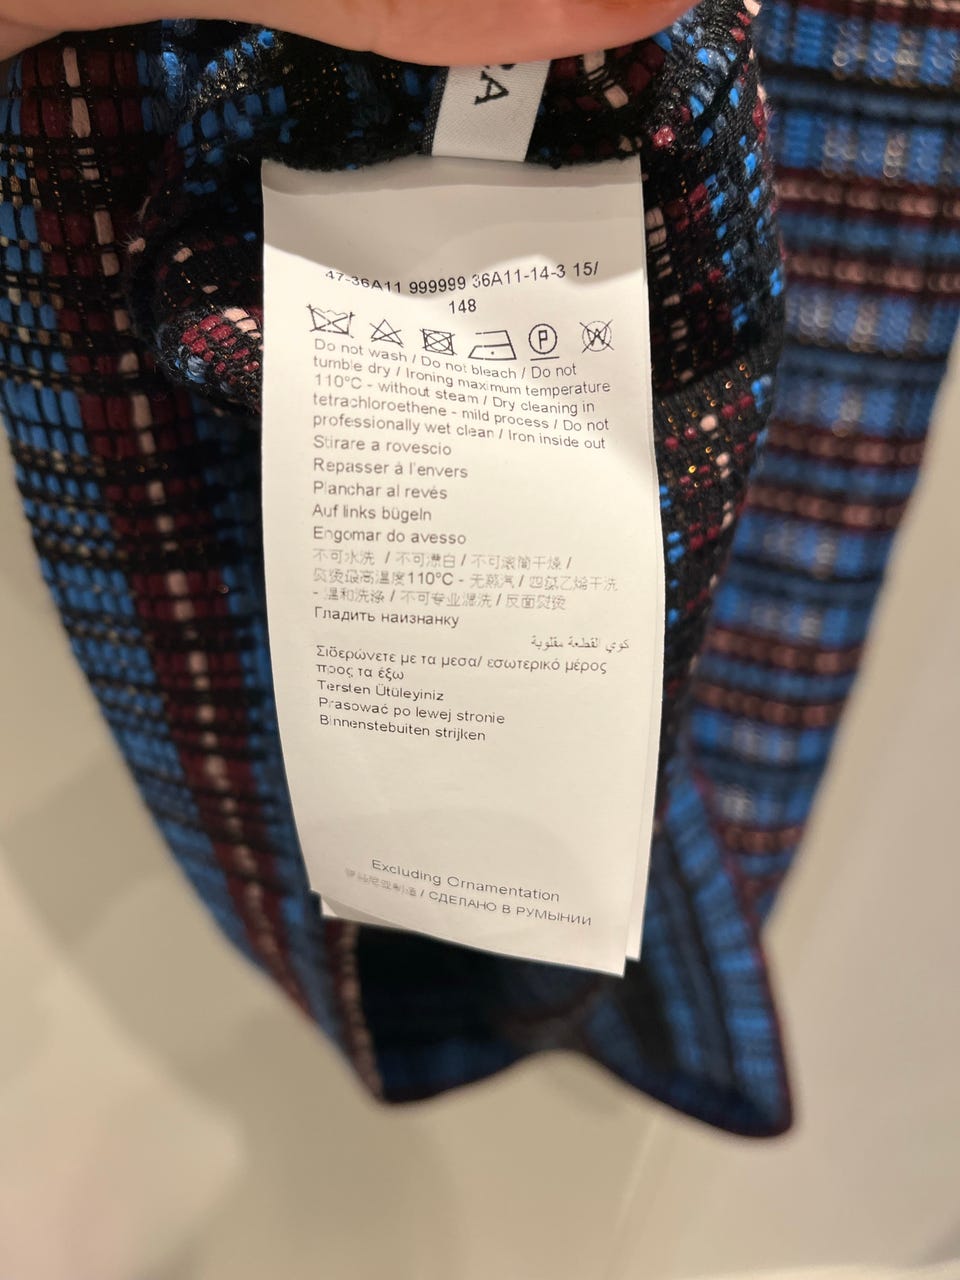 47-36A11 999999 36A11-14-3 15/
148
P
W
Do not wash / Do not bleach / Do not
tumble dry / Ironing maximum temperature
110°C - without steam / Dry cleaning in
tetrachloroethene - mild process / Do not
professionally wet clean / Iron inside out
Stirare a rovescio
Repasser à l'envers
Planchar al revés
Auf links bügeln
Engomar do avesso
不可水洗 / 不可漂白 / 不可滚筒干燥 /
熨烫最高温度110°C - 无蒸汽 / 四氯乙烯干洗
- 温和洗涤 / 不可专业湿洗 / 反面熨烫
Гладить наизнанку
كوي القطعة مقلوبة
Σιδερώνετε με τα μεσα/ εσωτερικό μέρος
προς τα έξω
Tersten Ütüleyiniz
Prasować po lewej stronie
Binnenstebuiten strijken
Excluding Ornamentation
罗马尼亚制造 / СДЕЛАНО В РУМЫНИИ